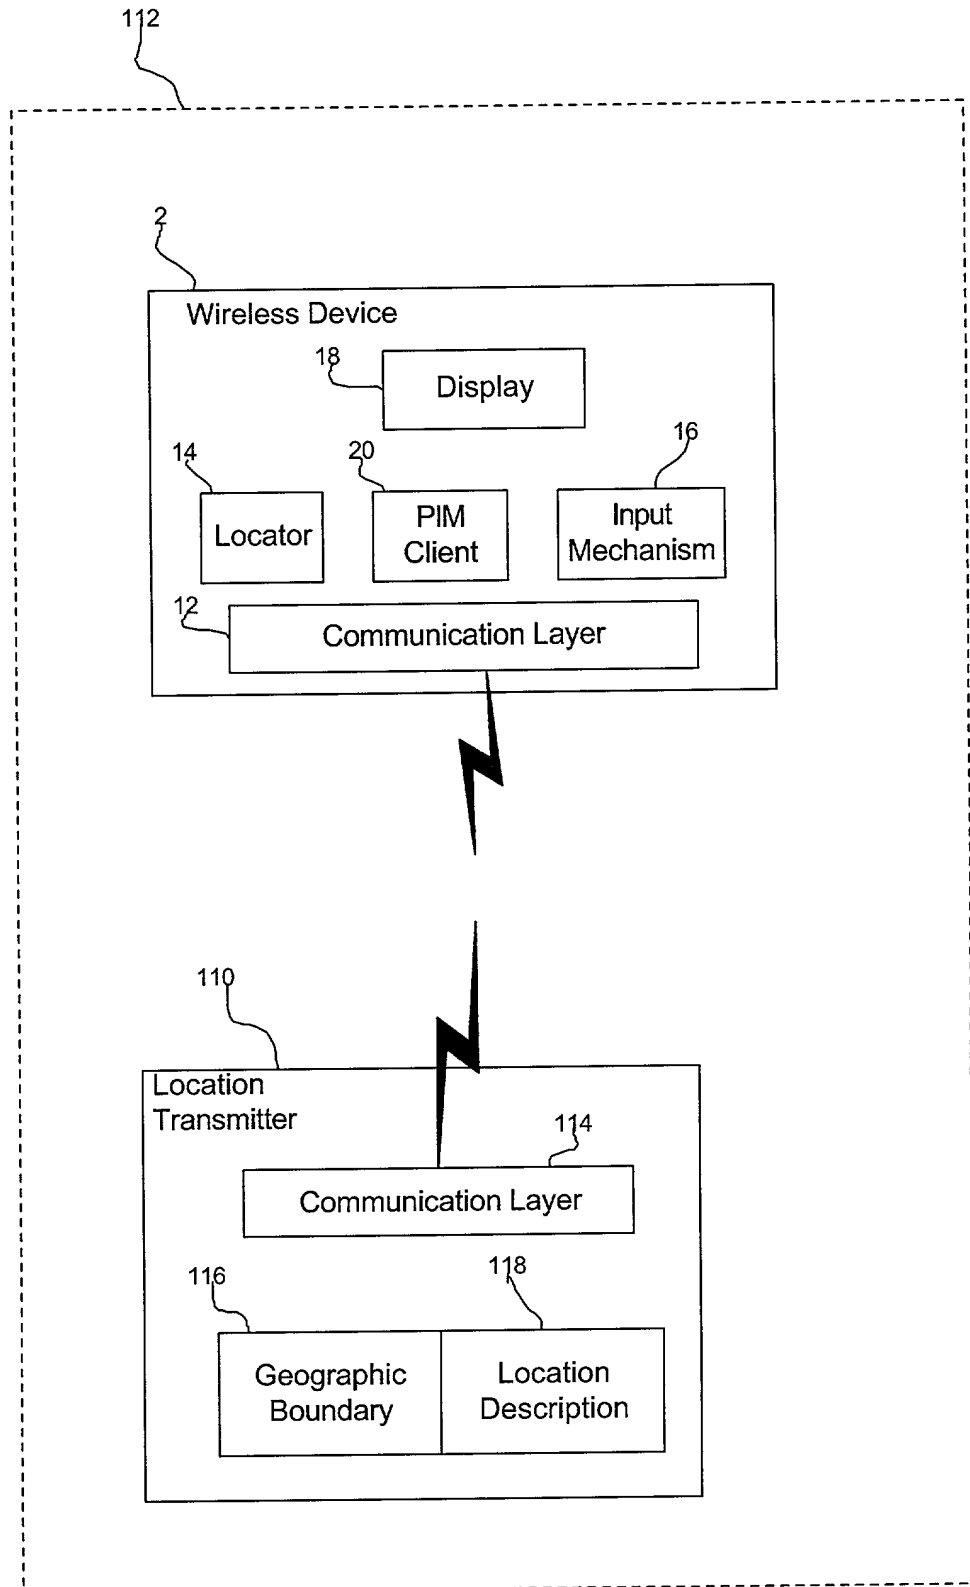 112
2
Wireless Device
18
Display
14
20
16
Locator
PIM
Client
Input
Mechanism
12
Communication Layer
110
Location
Transmitter
114
Communication Layer
116
118
Geographic
Boundary
Location
Description